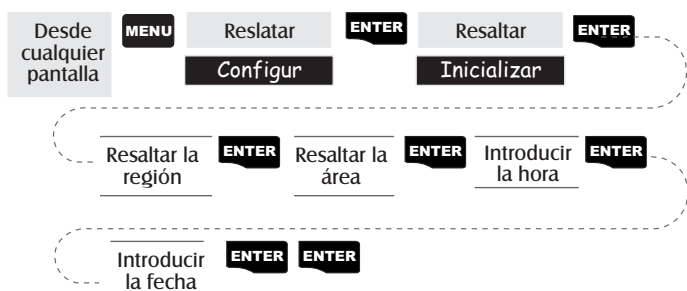 Desde cualquier pantalla
MENU
Reslatar
Configur
ENTER
Resaltar
Inicializar
ENTER
Resaltar la región
ENTER
Resaltar la área
ENTER
Introducir la hora
ENTER
Introducir la fecha
ENTER
ENTER